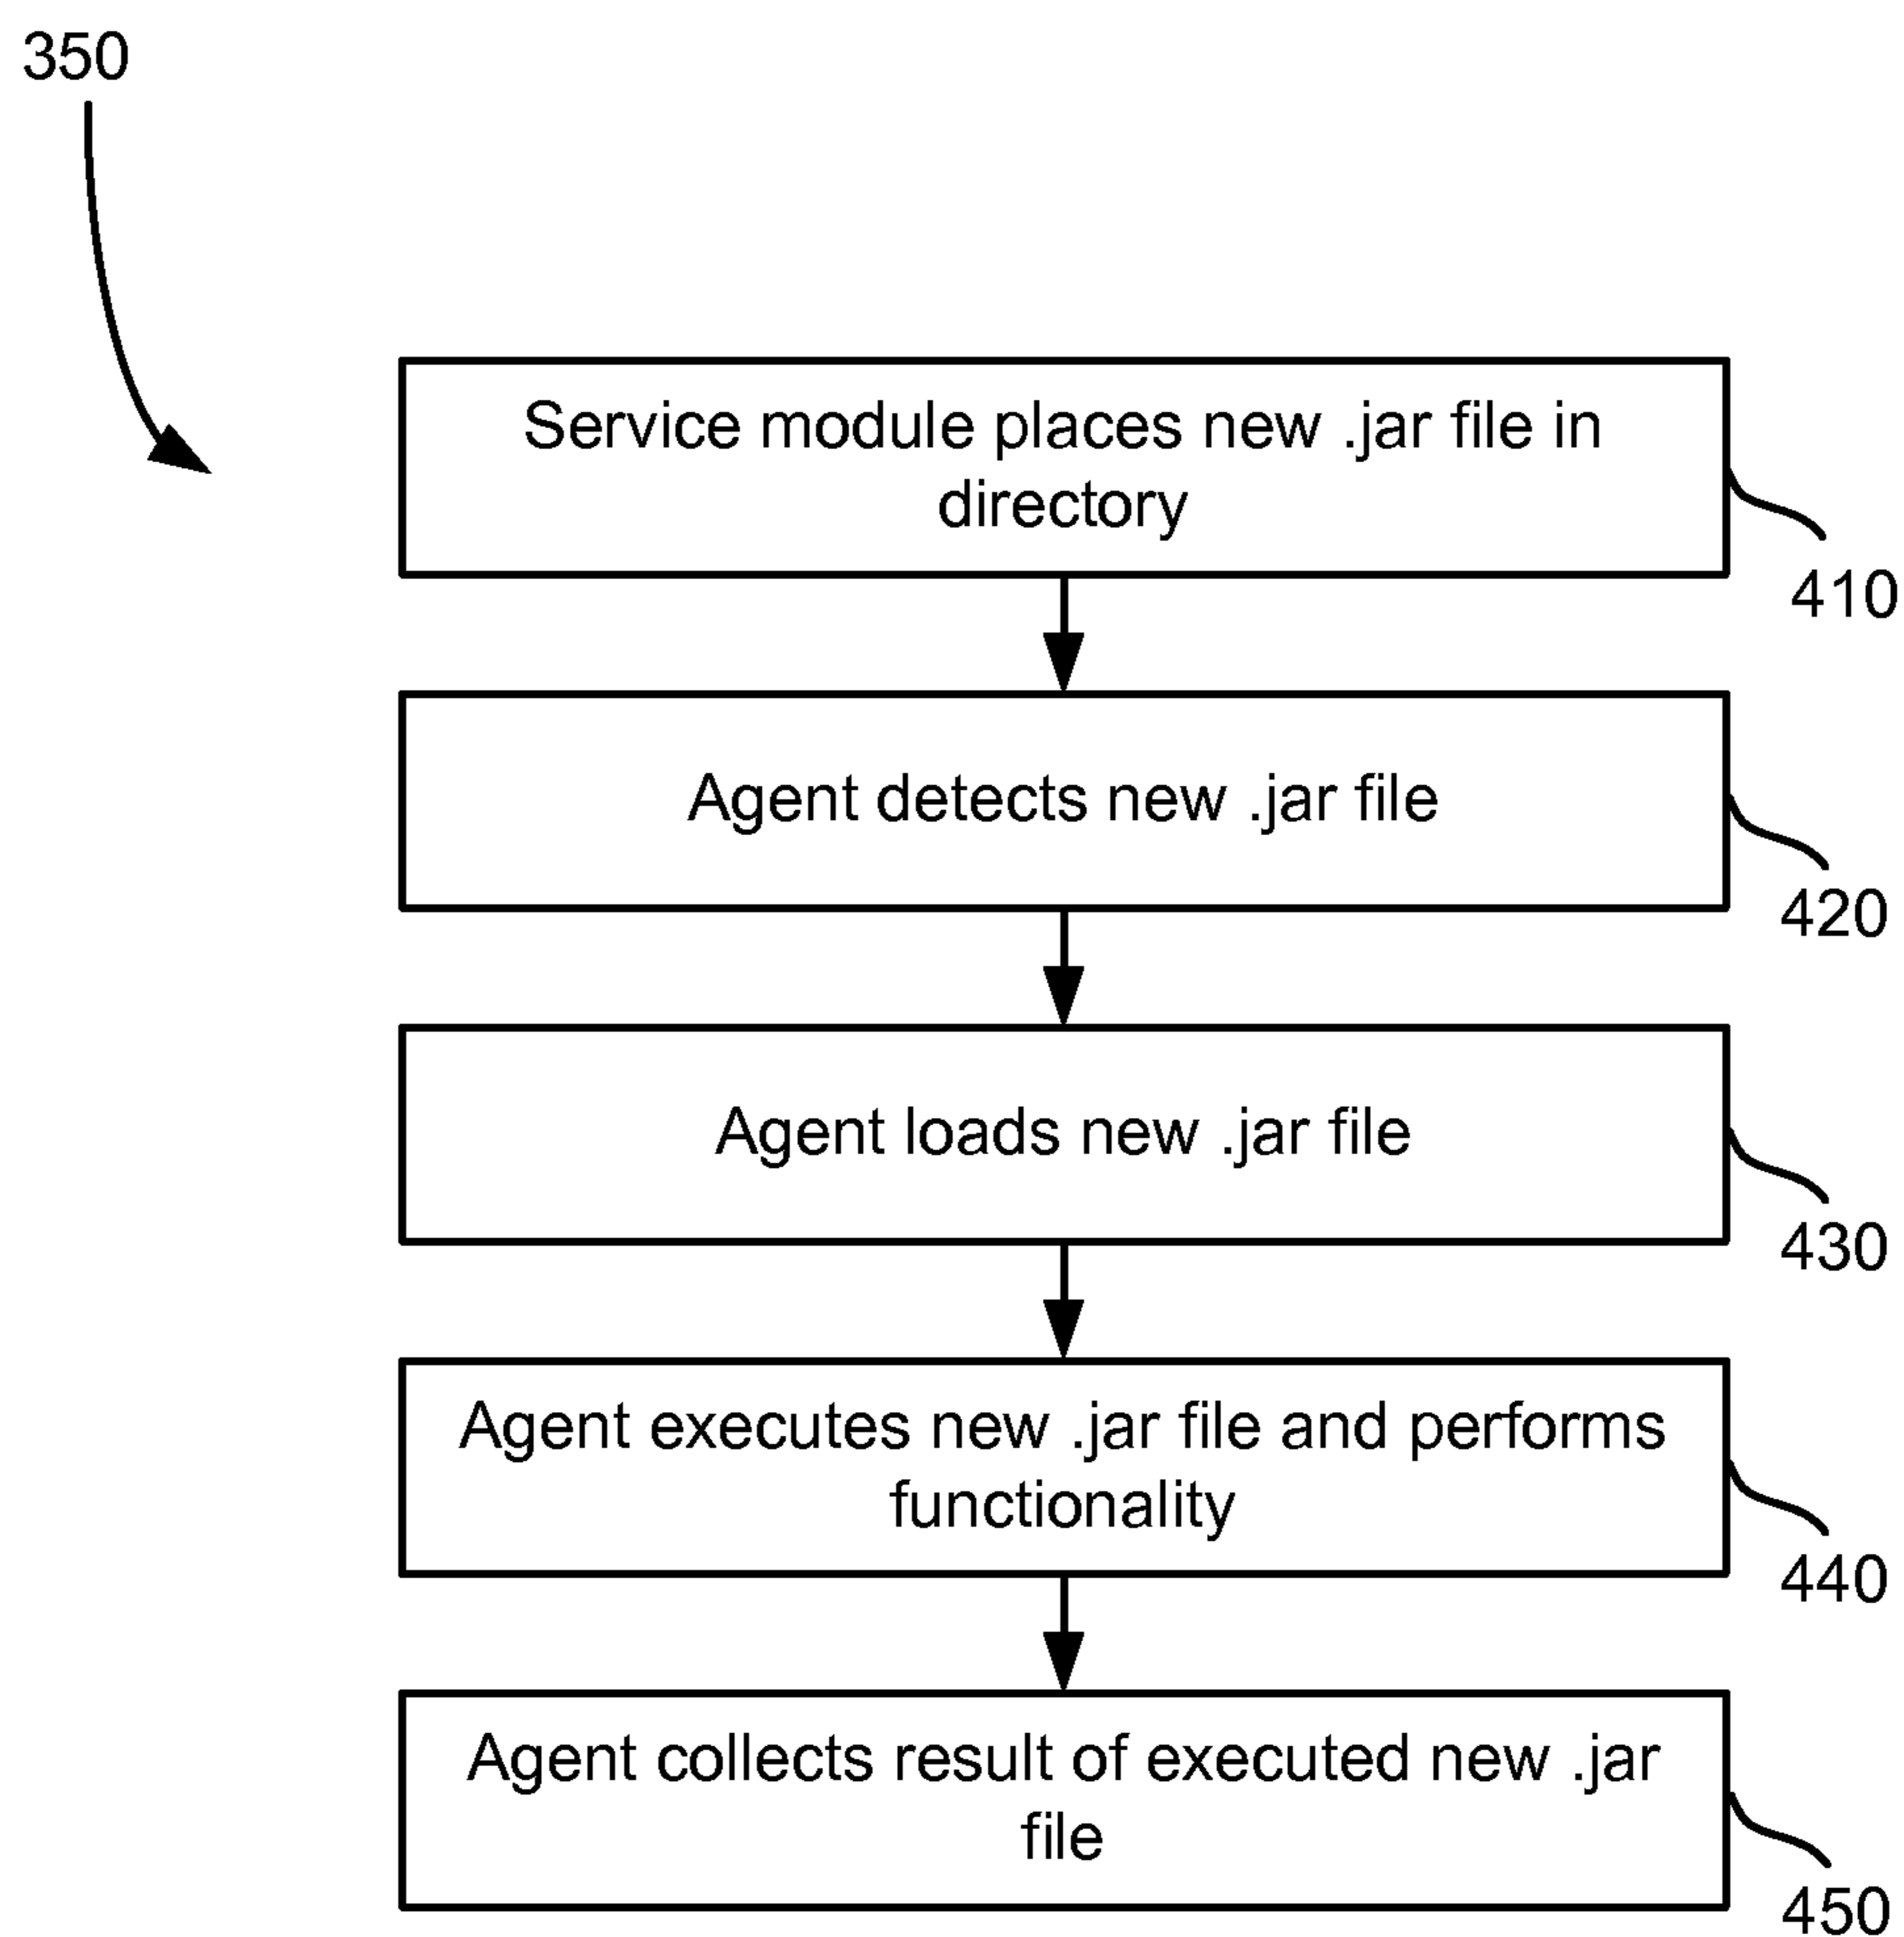 350
Service module places new .jar file in
directory
410
Agent detects new .jar file
420
Agent loads new .jar file
430
Agent executes new .jar file and performs
functionality
440
Agent collects result of executed new .jar
file
450